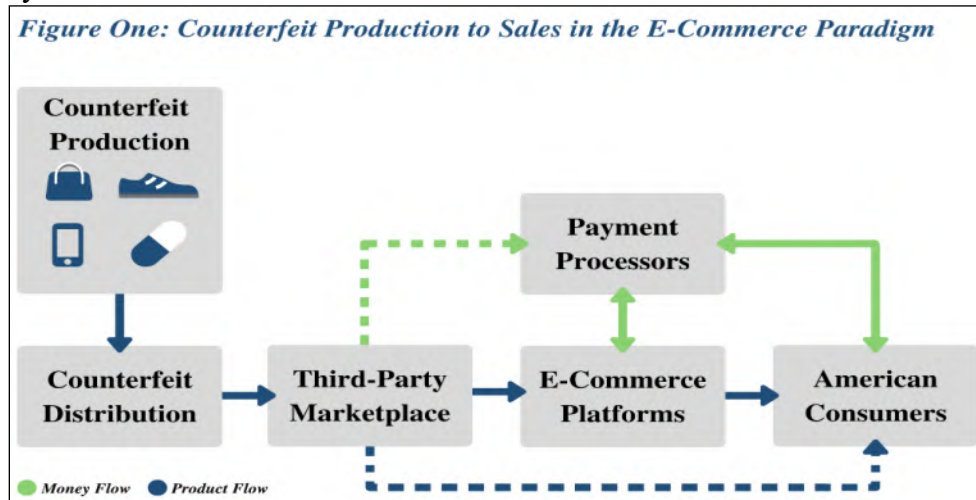 Figure One: Counterfeit Production to Sales in the E-Commerce Paradigm
Counterfeit
Production
Payment
Processors
Counterfeit
Distribution
Third-Party
Marketplace
E-Commerce
Platforms
American
Consumers
Money Flow
Product Flow